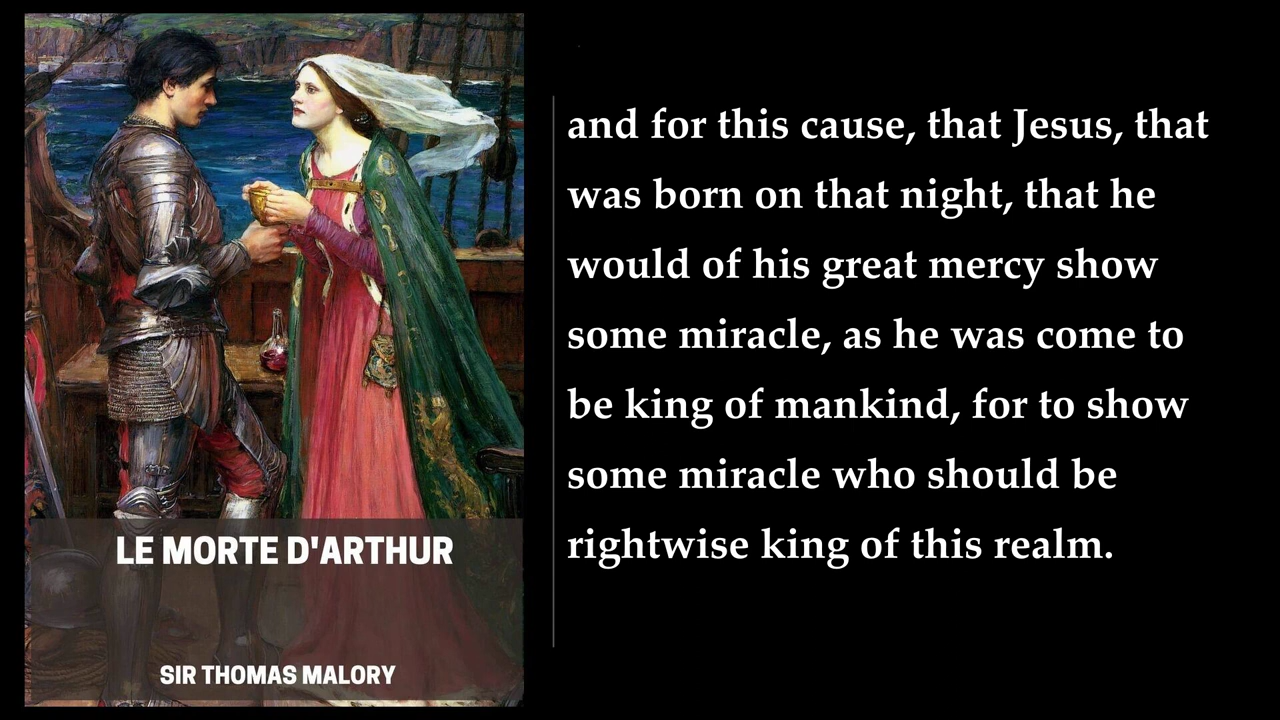 LE MORTE D'ARTHUR
SIR THOMAS MALORY
and for this cause, that Jesus, that
was born on that night, that he
would of his great mercy show
some miracle, as he was come to
be king of mankind, for to show
some miracle who should be
rightwise king of this realm.